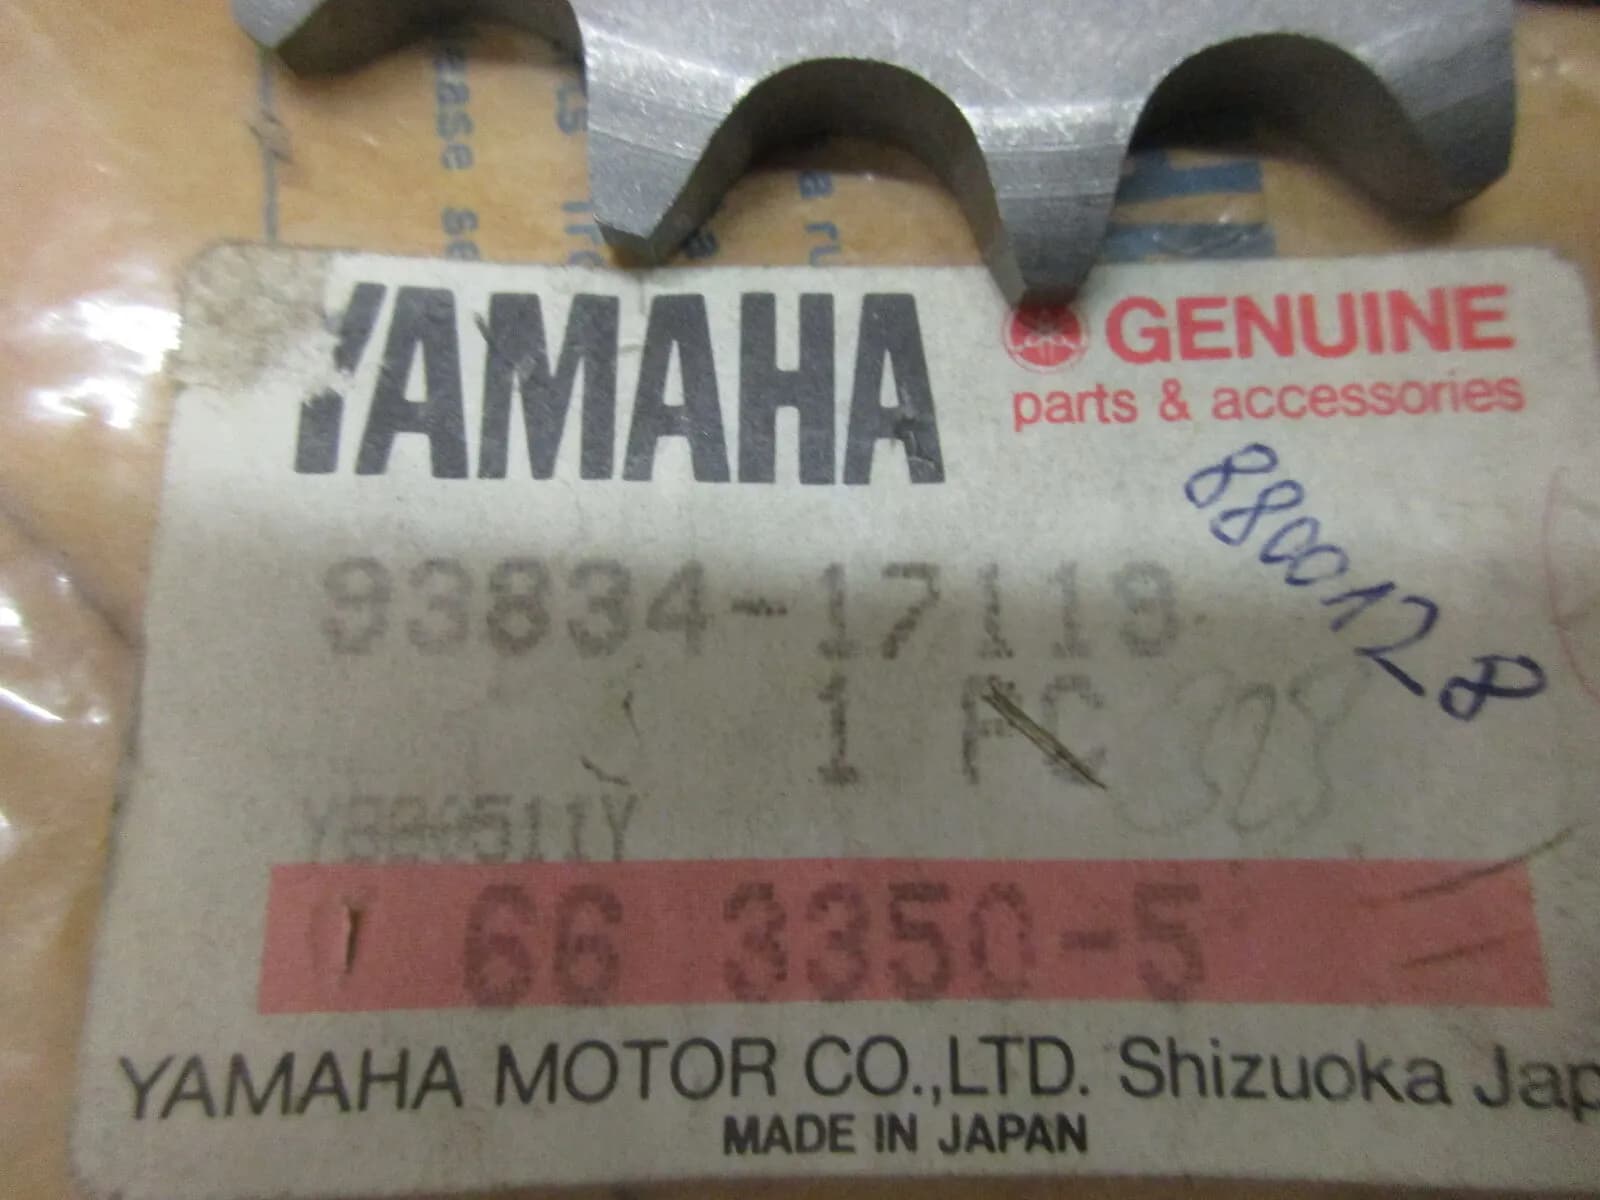 YAMAHA
GENUINE
parts & accessories
8800128
93834-17119
1 PC
328
66 3350-5
YAMAHA MOTOR CO.,LTD. Shizuoka Jap
MADE IN JAPAN